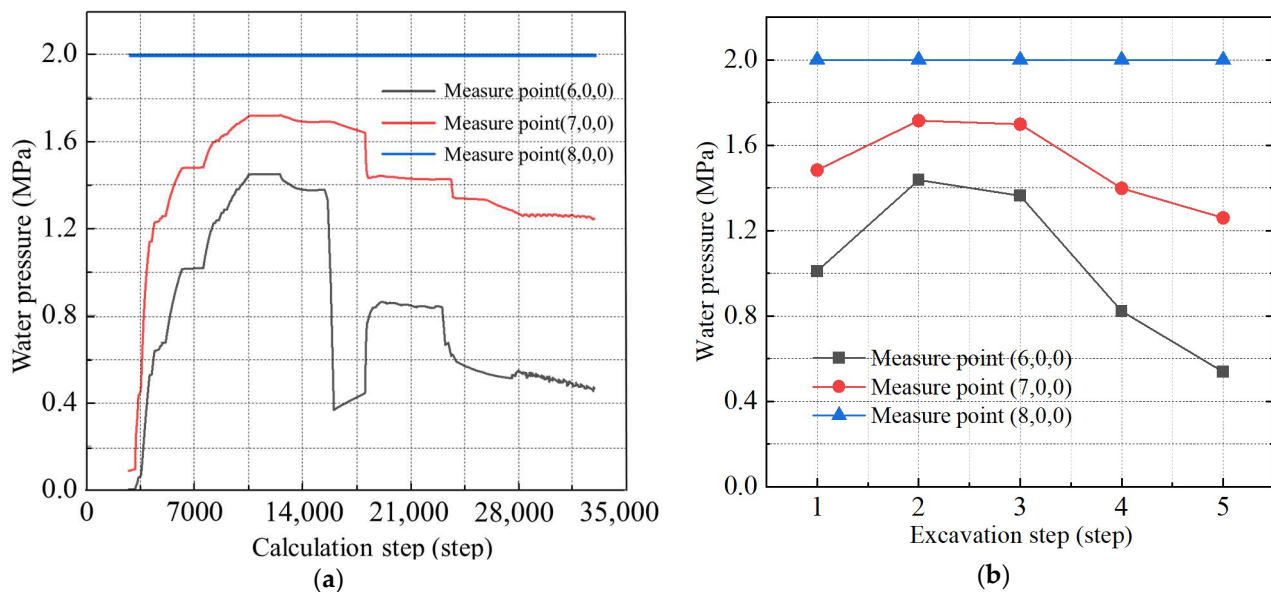 2.0
1.6
1.2
0.8
0.4
0.0
Water pressure (MPa)
Measure point(6,0,0)
Measure point(7,0,0)
Measure point(8,0,0)
0
7000
14,000
21,000
28,000
35,000
Calculation step (step)
(a)
2.0
1.6
1.2
0.8
0.4
0.0
Water pressure (MPa)
Measure point (6,0,0)
Measure point (7,0,0)
Measure point (8,0,0)
1
2
3
4
5
Excavation step (step)
(b)